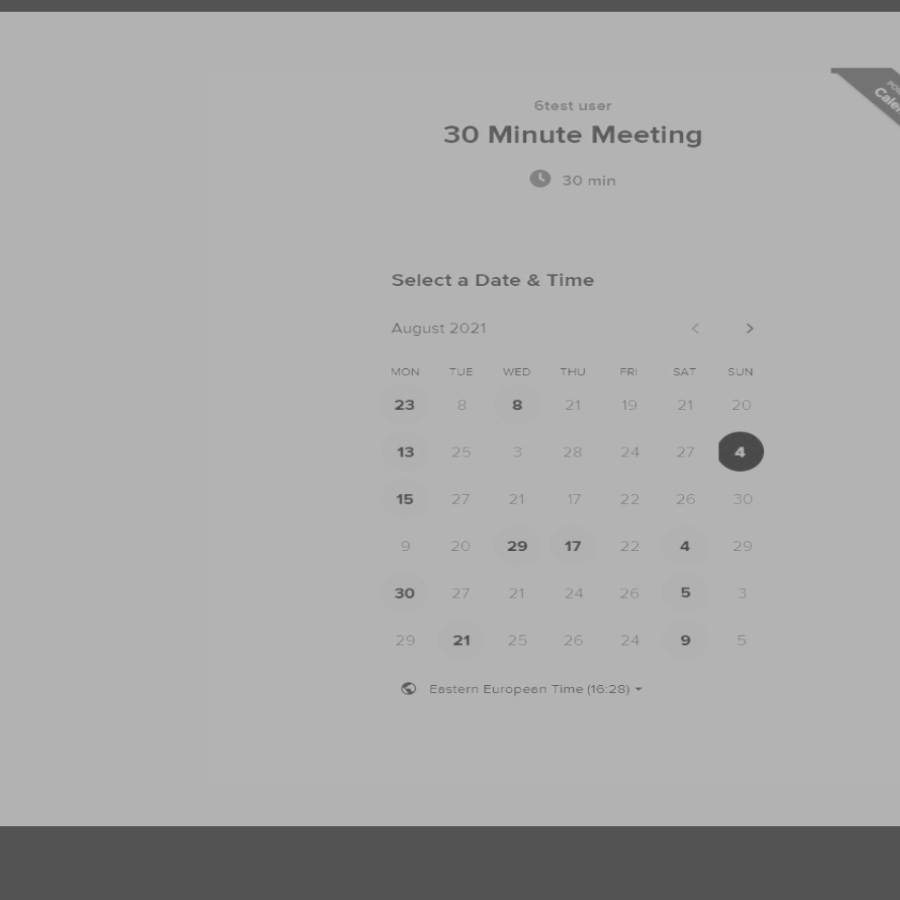 6test user
30 Minute Meeting
30 min
Select a Date & Time
August 2021
MON TUE WED THU FRI SAT SUN
23 8 8 21 19 21 20
13 25 3 28 24 27 4
15 27 21 17 22 26 30
9 20 29 17 22 4 29
30 27 21 24 26 5 3
29 21 25 26 24 9 5
Eastern European Time (16:28)